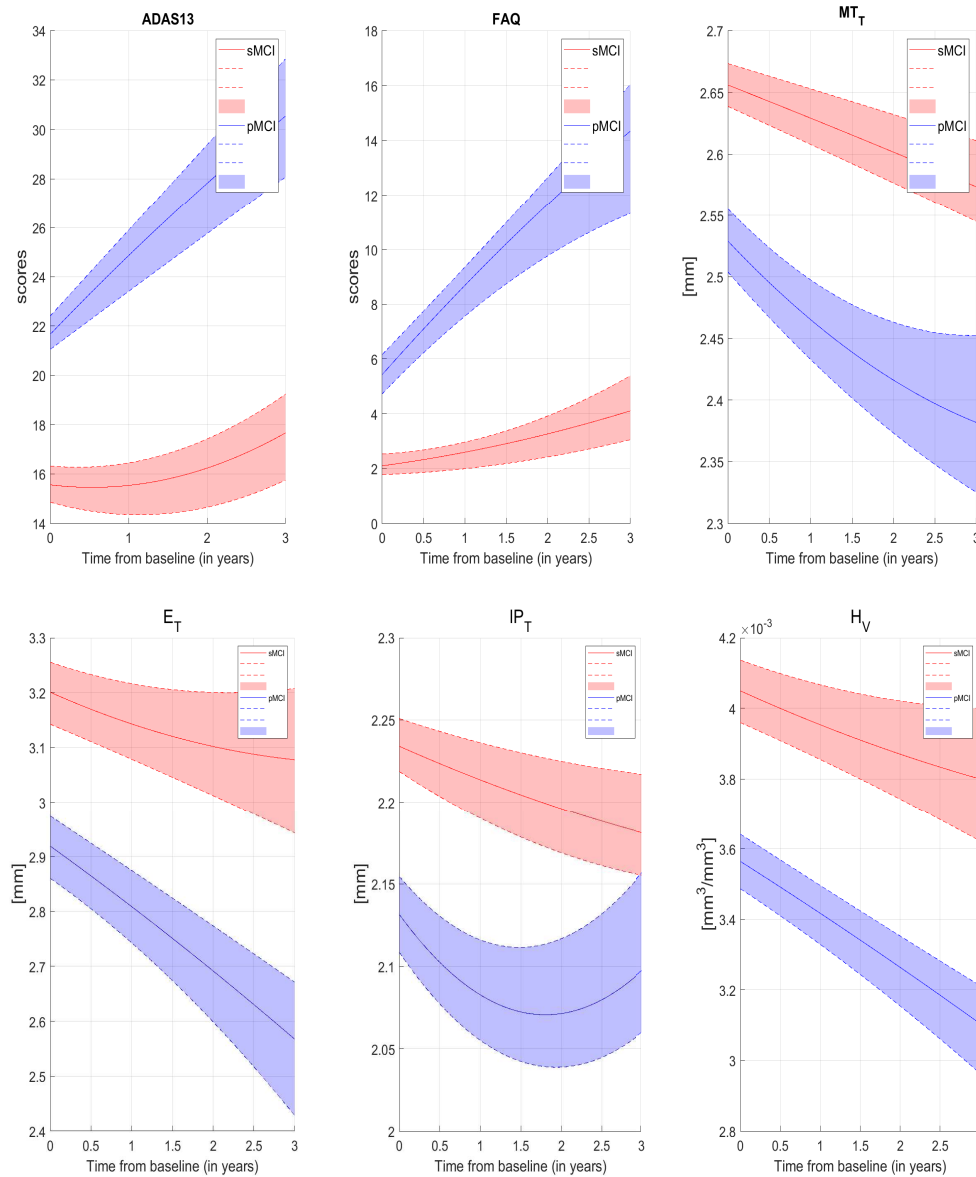 ADAS13
34
32
30
28
26
24
22
20
18
16
14
scores
0 1 2 3
Time from baseline (in years)
sMCI
pMCI
FAQ
18
16
14
12
10
8
6
4
2
0
scores
0 0.5 1 1.5 2 2.5 3
Time from baseline (in years)
sMCI
pMCI
MT_T
2.7
2.65
2.6
2.55
2.5
2.45
2.4
2.35
2.3
[mm]
0 0.5 1 1.5 2 2.5 3
Time from baseline (in years)
sMCI
pMCI
E_T
3.3
3.2
3.1
3
2.9
2.8
2.7
2.6
2.5
2.4
[mm]
0 0.5 1 1.5 2 2.5 3
Time from baseline (in years)
sMCI
pMCI
IP_T
2.3
2.25
2.2
2.15
2.1
2.05
2
[mm]
0 0.5 1 1.5 2 2.5 3
Time from baseline (in years)
sMCI
pMCI
H_V
×10⁻³
4.2
4
3.8
3.6
3.4
3.2
3
2.8
[mm³/mm³]
0 0.5 1 1.5 2 2.5
Time from baseline (in years)
sMCI
pMCI